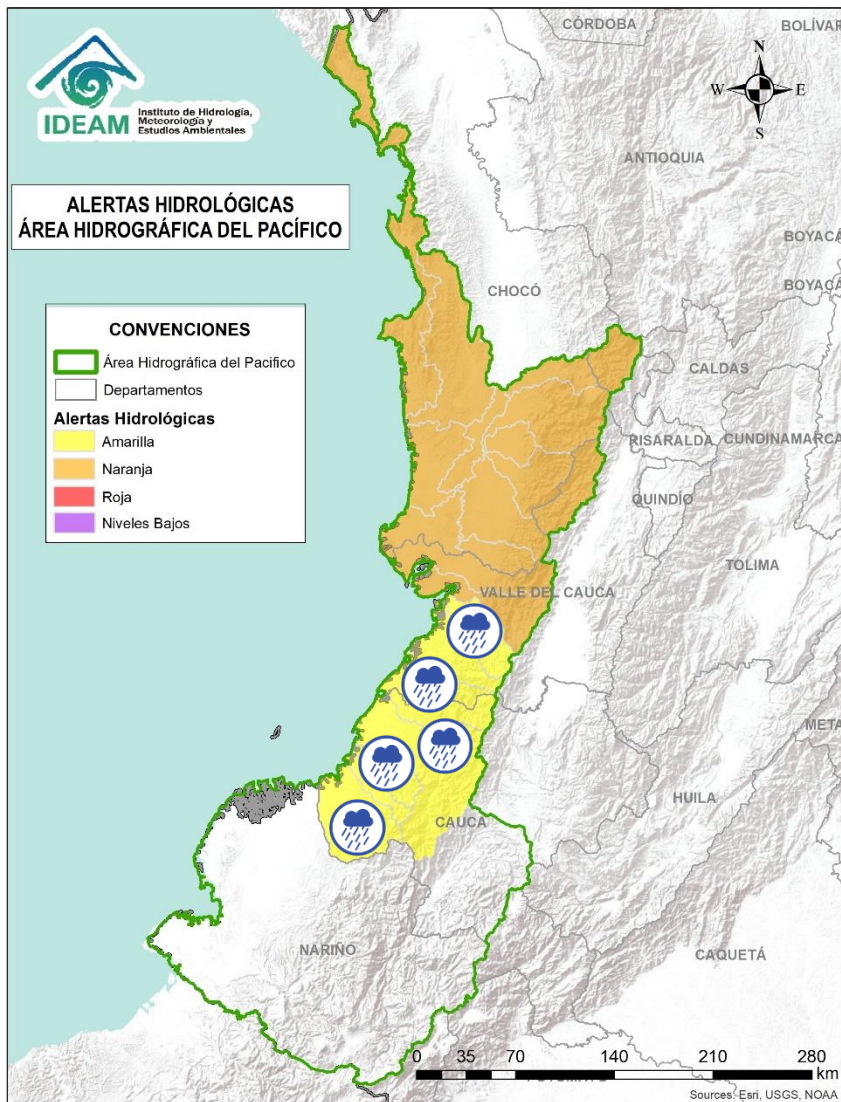 CÓRDOBA
BOLÍVAR
N
W
E
S
IDEAM
Instituto de Hidrología,
Meteorología y
Estudios Ambientales
ANTIOQUIA
ALERTAS HIDROLÓGICAS
ÁREA HIDROGRÁFICA DEL PACÍFICO
BOYACÁ
BOYACÁ
CHOCÓ
CONVENCIONES
Área Hidrográfica del Pacifico
Departamentos
Alertas Hidrológicas
Amarilla
Naranja
Roja
Niveles Bajos
CALDAS
RISARALDA
CUNDINAMARCA
QUINDÍO
TOLIMA
VALLE DEL CAUCA
META
HUILA
CAUCA
NARIÑO
CAQUETÁ
0 35 70 140 210 280
km
Sources: Esri, USGS, NOAA